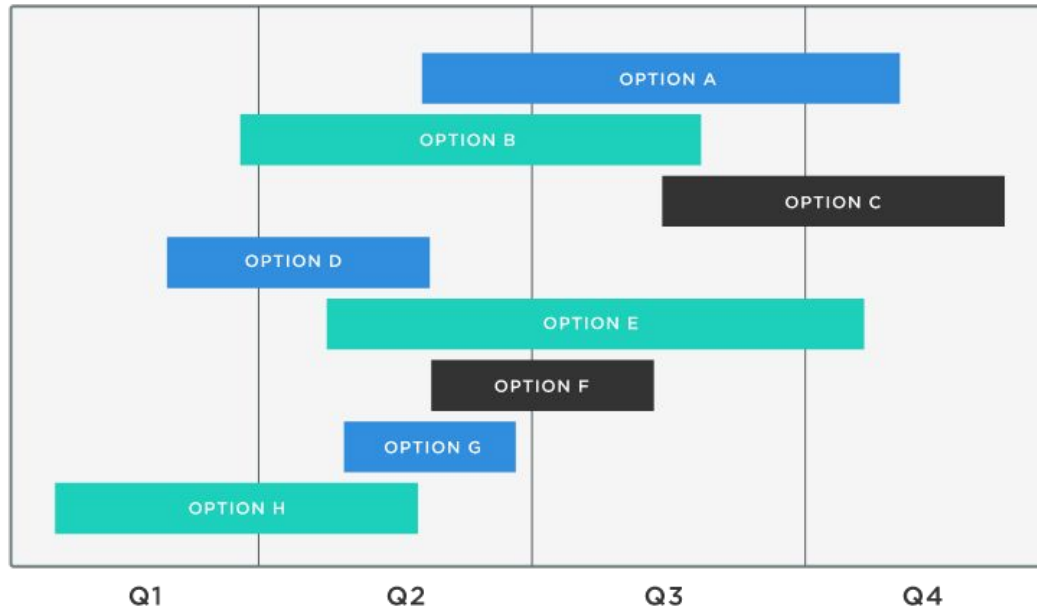 OPTION A
OPTION B
OPTION C
OPTION D
OPTION E
OPTION F
OPTION G
OPTION H
Q1 Q2 Q3 Q4